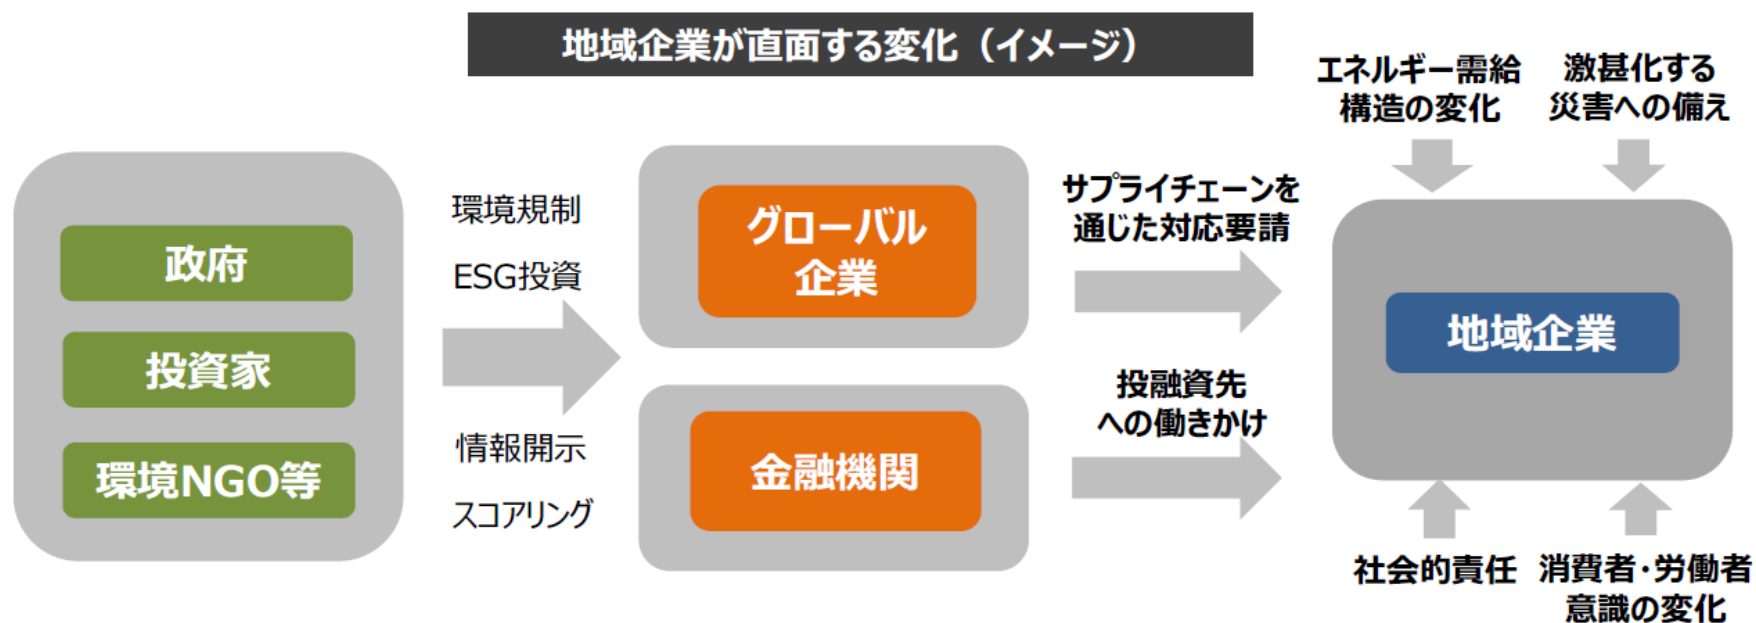 地域企業が直面する変化（イメージ）
政府
投資家
環境NGO等
環境規制
ESG投資
情報開示
スコアリング
グローバル
企業
金融機関
サプライチェーンを
通じた対応要請
投融資先
への働きかけ
エネルギー需給
構造の変化
激甚化する
災害への備え
地域企業
社会的責任
消費者・労働者
意識の変化